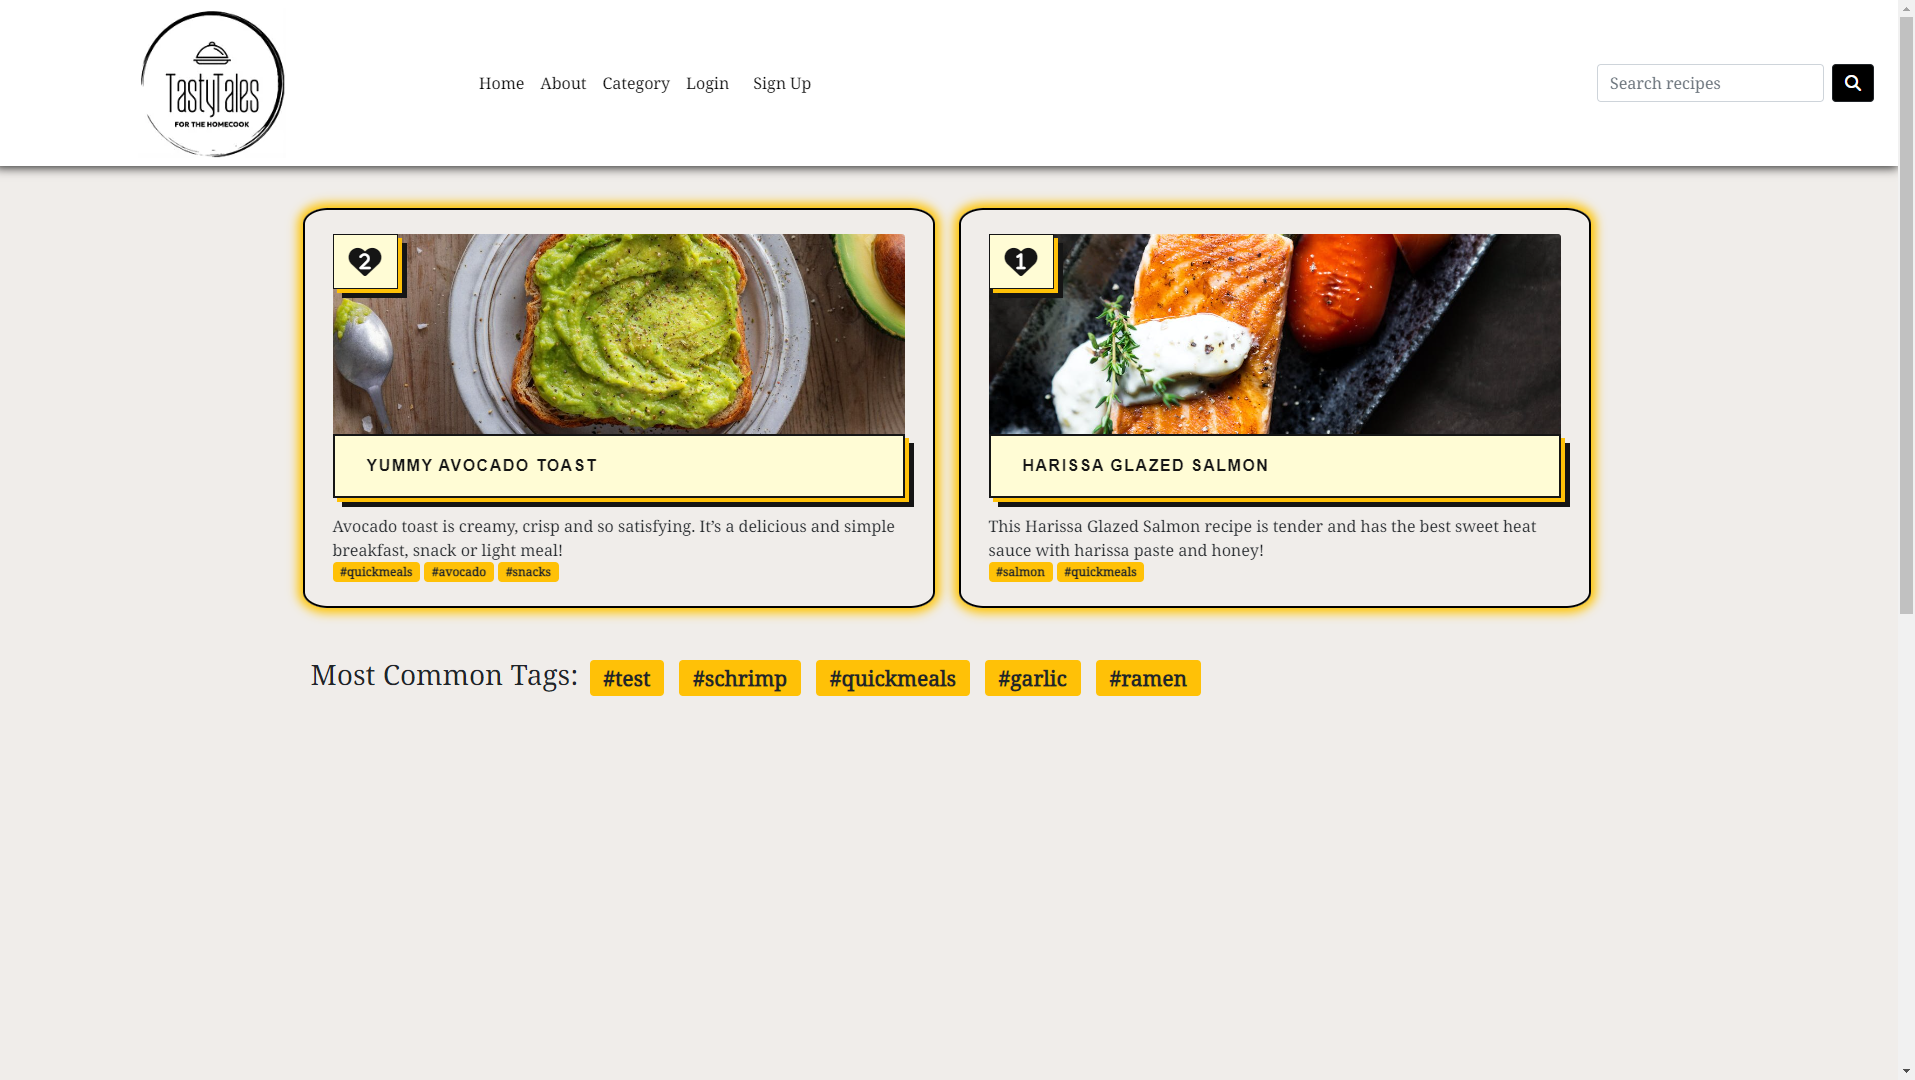 TastyTales
FOR THE HOMECOOK
Home About Category Login Sign Up
Search recipes
2
YUMMY AVOCADO TOAST
Avocado toast is creamy, crisp and so satisfying. It’s a delicious and simple
breakfast, snack or light meal!
#quickmeals #avocado #snacks
1
HARISSA GLAZED SALMON
This Harissa Glazed Salmon recipe is tender and has the best sweet heat
sauce with harissa paste and honey!
#salmon #quickmeals
Most Common Tags: #test #schrimp #quickmeals #garlic #ramen